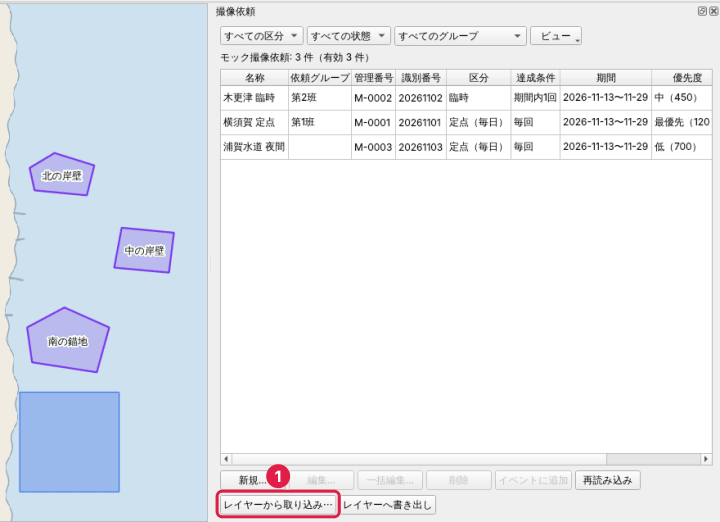 撮像依頼
すべての区分 すべての状態 すべてのグループ ビュー
モック撮像依頼: 3 件（有効 3 件）
名称 依頼グループ 管理番号 識別番号 区分 達成条件 期間 優先度
木更津 臨時 第2班 M-0002 20261102 臨時 期間内1回 2026-11-13〜11-29 中（450）
横須賀 定点 第1班 M-0001 20261101 定点（毎日） 毎回 2026-11-13〜11-29 最優先（120
浦賀水道 夜間 M-0003 20261103 定点（毎日） 毎回 2026-11-13〜11-29 低（700）
北の岸壁
中の岸壁
南の錨地
新規... 1 編集... 一括編集... 削除 イベントに追加 再読み込み
レイヤーから取り込み… レイヤーへ書き出し